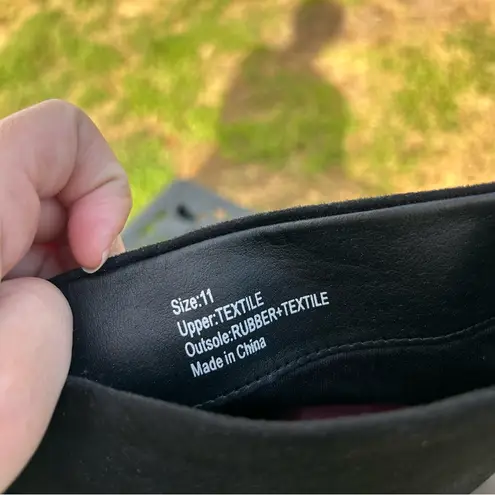 Size:11
Upper:TEXTILE
Outsole:RUBBER+TEXTILE
Made in China